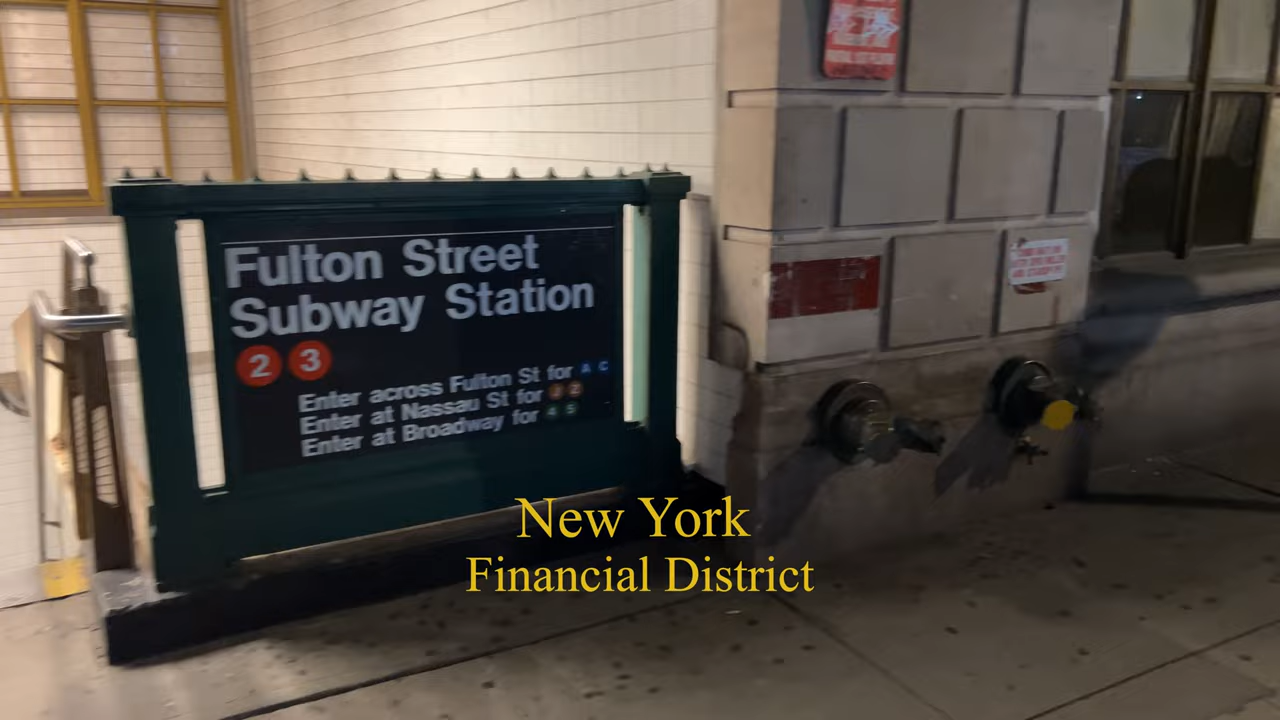 Fulton Street
Subway Station
2 3
Enter across Fulton St for A C
Enter at Nassau St for J Z
Enter at Broadway for 4 5
New York
Financial District